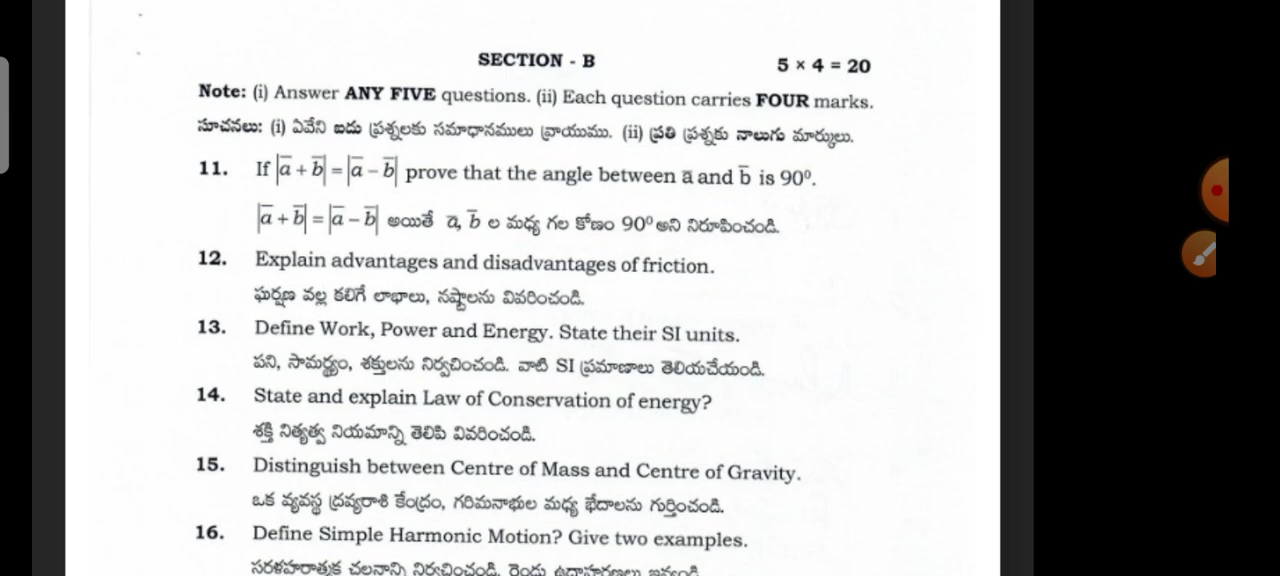 SECTION - B
5 × 4 = 20
Note: (i) Answer ANY FIVE questions. (ii) Each question carries FOUR marks.
సూచనలు: (i) ఏవేని ఐదు ప్రశ్నలకు సమాధానములు వ్రాయుము. (ii) ప్రతి ప్రశ్నకు నాలుగు మార్కులు.
11. If |a̅ + b̅| = |a̅ − b̅| prove that the angle between a̅ and b̅ is 90⁰.
|a̅ + b̅| = |a̅ − b̅| అయితే a̅, b̅ ల మధ్య గల కోణం 90⁰ అని నిరూపించండి.
12. Explain advantages and disadvantages of friction.
ఘర్షణ వల్ల కలిగే లాభాలు, నష్టాలను వివరించండి.
13. Define Work, Power and Energy. State their SI units.
పని, సామర్థ్యం, శక్తులను నిర్వచించండి. వాటి SI ప్రమాణాలు తెలియచేయండి.
14. State and explain Law of Conservation of energy?
శక్తి నిత్యత్వ నియమాన్ని తెలిపి వివరించండి.
15. Distinguish between Centre of Mass and Centre of Gravity.
ఒక వ్యవస్థ ద్రవ్యరాశి కేంద్రం, గరిమనాభుల మధ్య భేదాలను గుర్తించండి.
16. Define Simple Harmonic Motion? Give two examples.
సరళహరాత్మక చలనాన్ని నిర్వచించండి. రెండు ఉదాహరణలు ఇవ్వండి